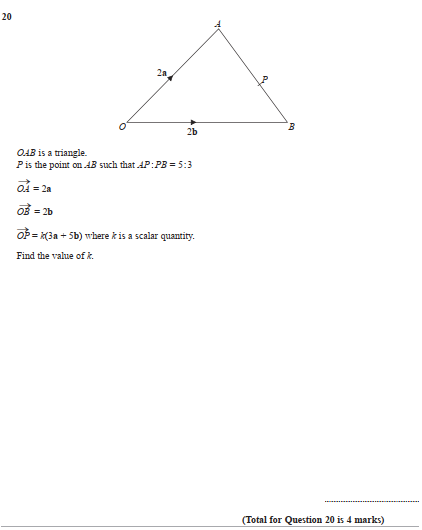 20
A
2a
P
O
2b
B
OAB is a triangle.
P is the point on AB such that AP : PB = 5 : 3
OA = 2a
OB = 2b
OP = k(3a + 5b) where k is a scalar quantity.
Find the value of k.
(Total for Question 20 is 4 marks)